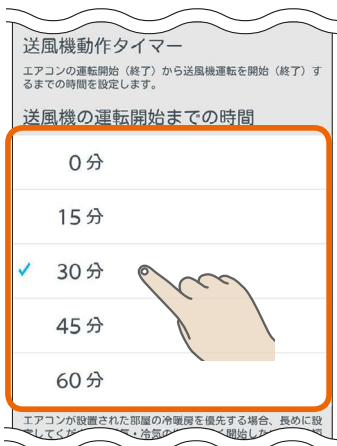 送風機動作タイマー
エアコンの運転開始（終了）から送風機運転を開始（終了）す
るまでの時間を設定します。
送風機の運転開始までの時間
0分
15分
30分
45分
60分
エアコンが設置された部屋の冷暖房を優先する場合、長めに設